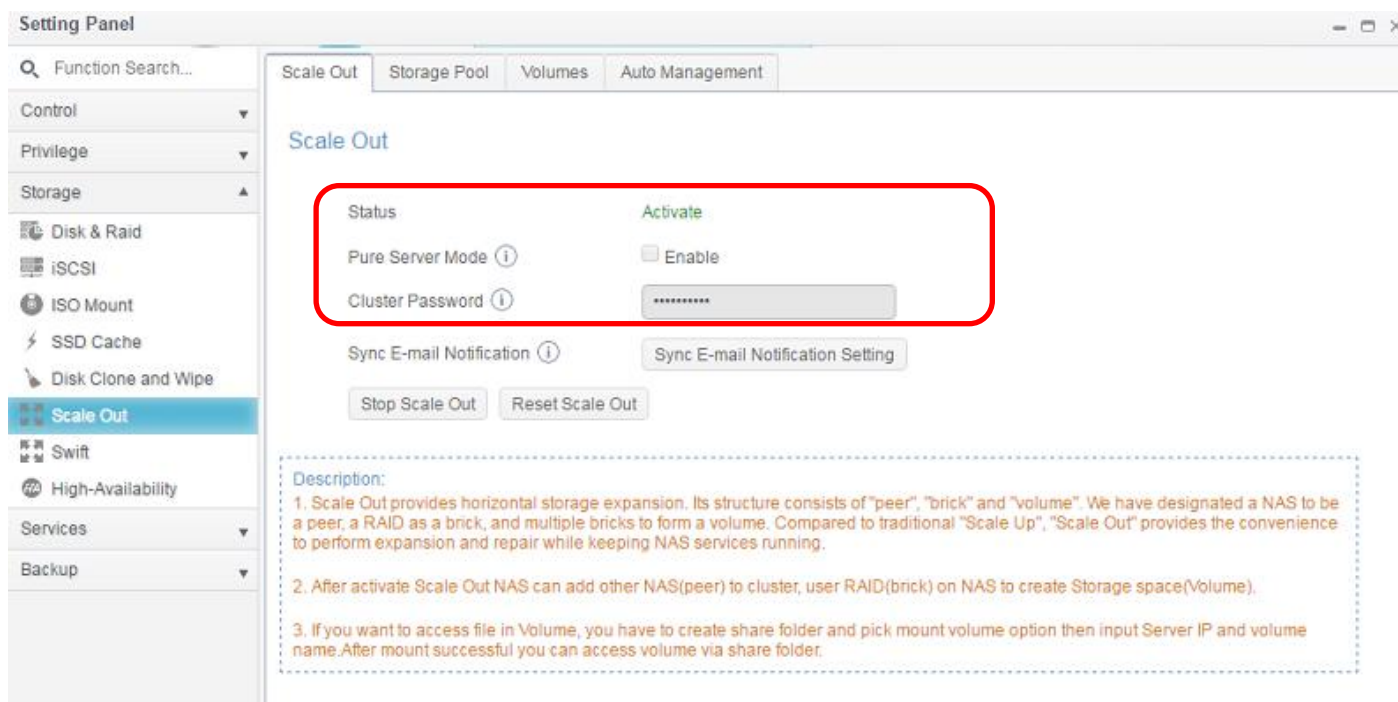 Setting Panel
Function Search...
Control
Privilege
Storage
Disk & Raid
iSCSI
ISO Mount
SSD Cache
Disk Clone and Wipe
Scale Out
Swift
High-Availability
Services
Backup
Scale Out Storage Pool Volumes Auto Management
Scale Out
Status Activate
Pure Server Mode i Enable
Cluster Password i ••••••••••
Sync E-mail Notification i Sync E-mail Notification Setting
Stop Scale Out Reset Scale Out
Description:
1. Scale Out provides horizontal storage expansion. Its structure consists of "peer", "brick" and "volume". We have designated a NAS to be
a peer, a RAID as a brick, and multiple bricks to form a volume. Compared to traditional "Scale Up", "Scale Out" provides the convenience
to perform expansion and repair while keeping NAS services running.
2. After activate Scale Out NAS can add other NAS(peer) to cluster, user RAID(brick) on NAS to create Storage space(Volume).
3. If you want to access file in Volume, you have to create share folder and pick mount volume option then input Server IP and volume
name.After mount successful you can access volume via share folder.